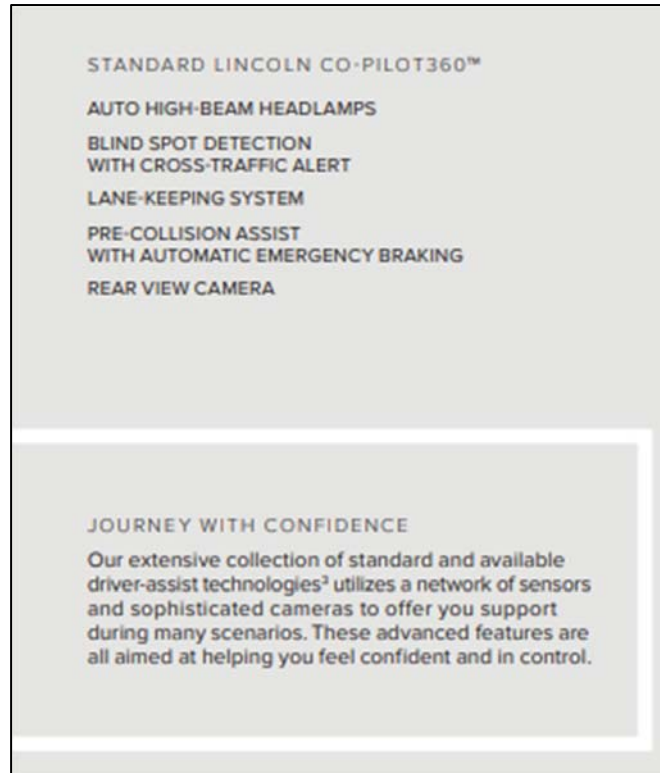 STANDARD LINCOLN CO-PILOT360™
AUTO HIGH-BEAM HEADLAMPS
BLIND SPOT DETECTION
WITH CROSS-TRAFFIC ALERT
LANE-KEEPING SYSTEM
PRE-COLLISION ASSIST
WITH AUTOMATIC EMERGENCY BRAKING
REAR VIEW CAMERA
JOURNEY WITH CONFIDENCE
Our extensive collection of standard and available
driver-assist technologies³ utilizes a network of sensors
and sophisticated cameras to offer you support
during many scenarios. These advanced features are
all aimed at helping you feel confident and in control.